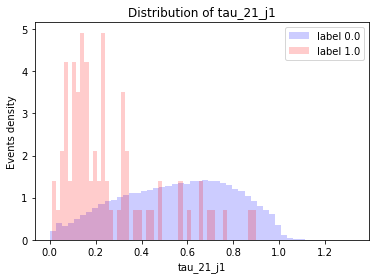 Distribution of tau_21_j1
label 0.0
label 1.0
Events density
5
4
3
2
1
0
0.0 0.2 0.4 0.6 0.8 1.0 1.2
tau_21_j1